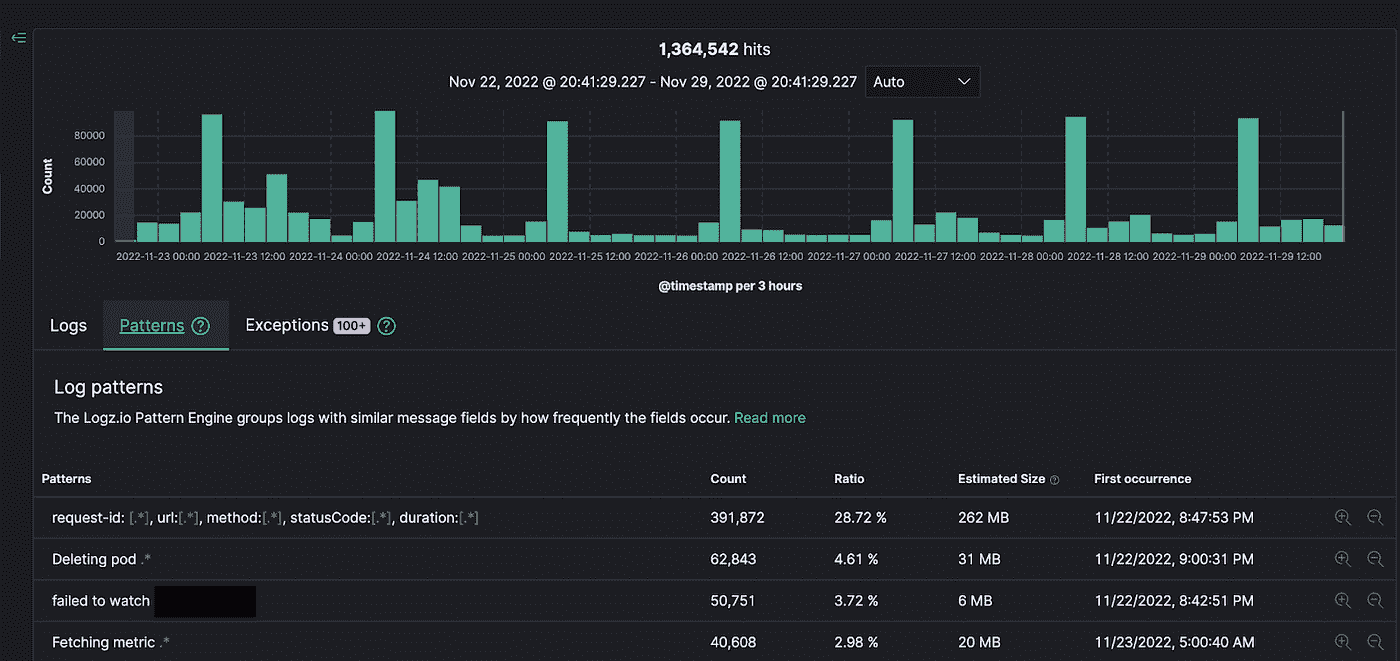 1,364,542 hits
Nov 22, 2022 @ 20:41:29.227 - Nov 29, 2022 @ 20:41:29.227 Auto
Count
80000
60000
40000
20000
0
2022-11-23 00:00 2022-11-23 12:00 2022-11-24 00:00 2022-11-24 12:00 2022-11-25 00:00 2022-11-25 12:00 2022-11-26 00:00 2022-11-26 12:00 2022-11-27 00:00 2022-11-27 12:00 2022-11-28 00:00 2022-11-28 12:00 2022-11-29 00:00 2022-11-29 12:00
@timestamp per 3 hours
Logs Patterns ? Exceptions 100+ ?
Log patterns
The Logz.io Pattern Engine groups logs with similar message fields by how frequently the fields occur. Read more
Patterns Count Ratio Estimated Size ? First occurrence
request-id: [.*], url:[.*], method:[.*], statusCode:[.*], duration:[.*] 391,872 28.72 % 262 MB 11/22/2022, 8:47:53 PM
Deleting pod .* 62,843 4.61 % 31 MB 11/22/2022, 9:00:31 PM
failed to watch 50,751 3.72 % 6 MB 11/22/2022, 8:42:51 PM
Fetching metric .* 40,608 2.98 % 20 MB 11/23/2022, 5:00:40 AM